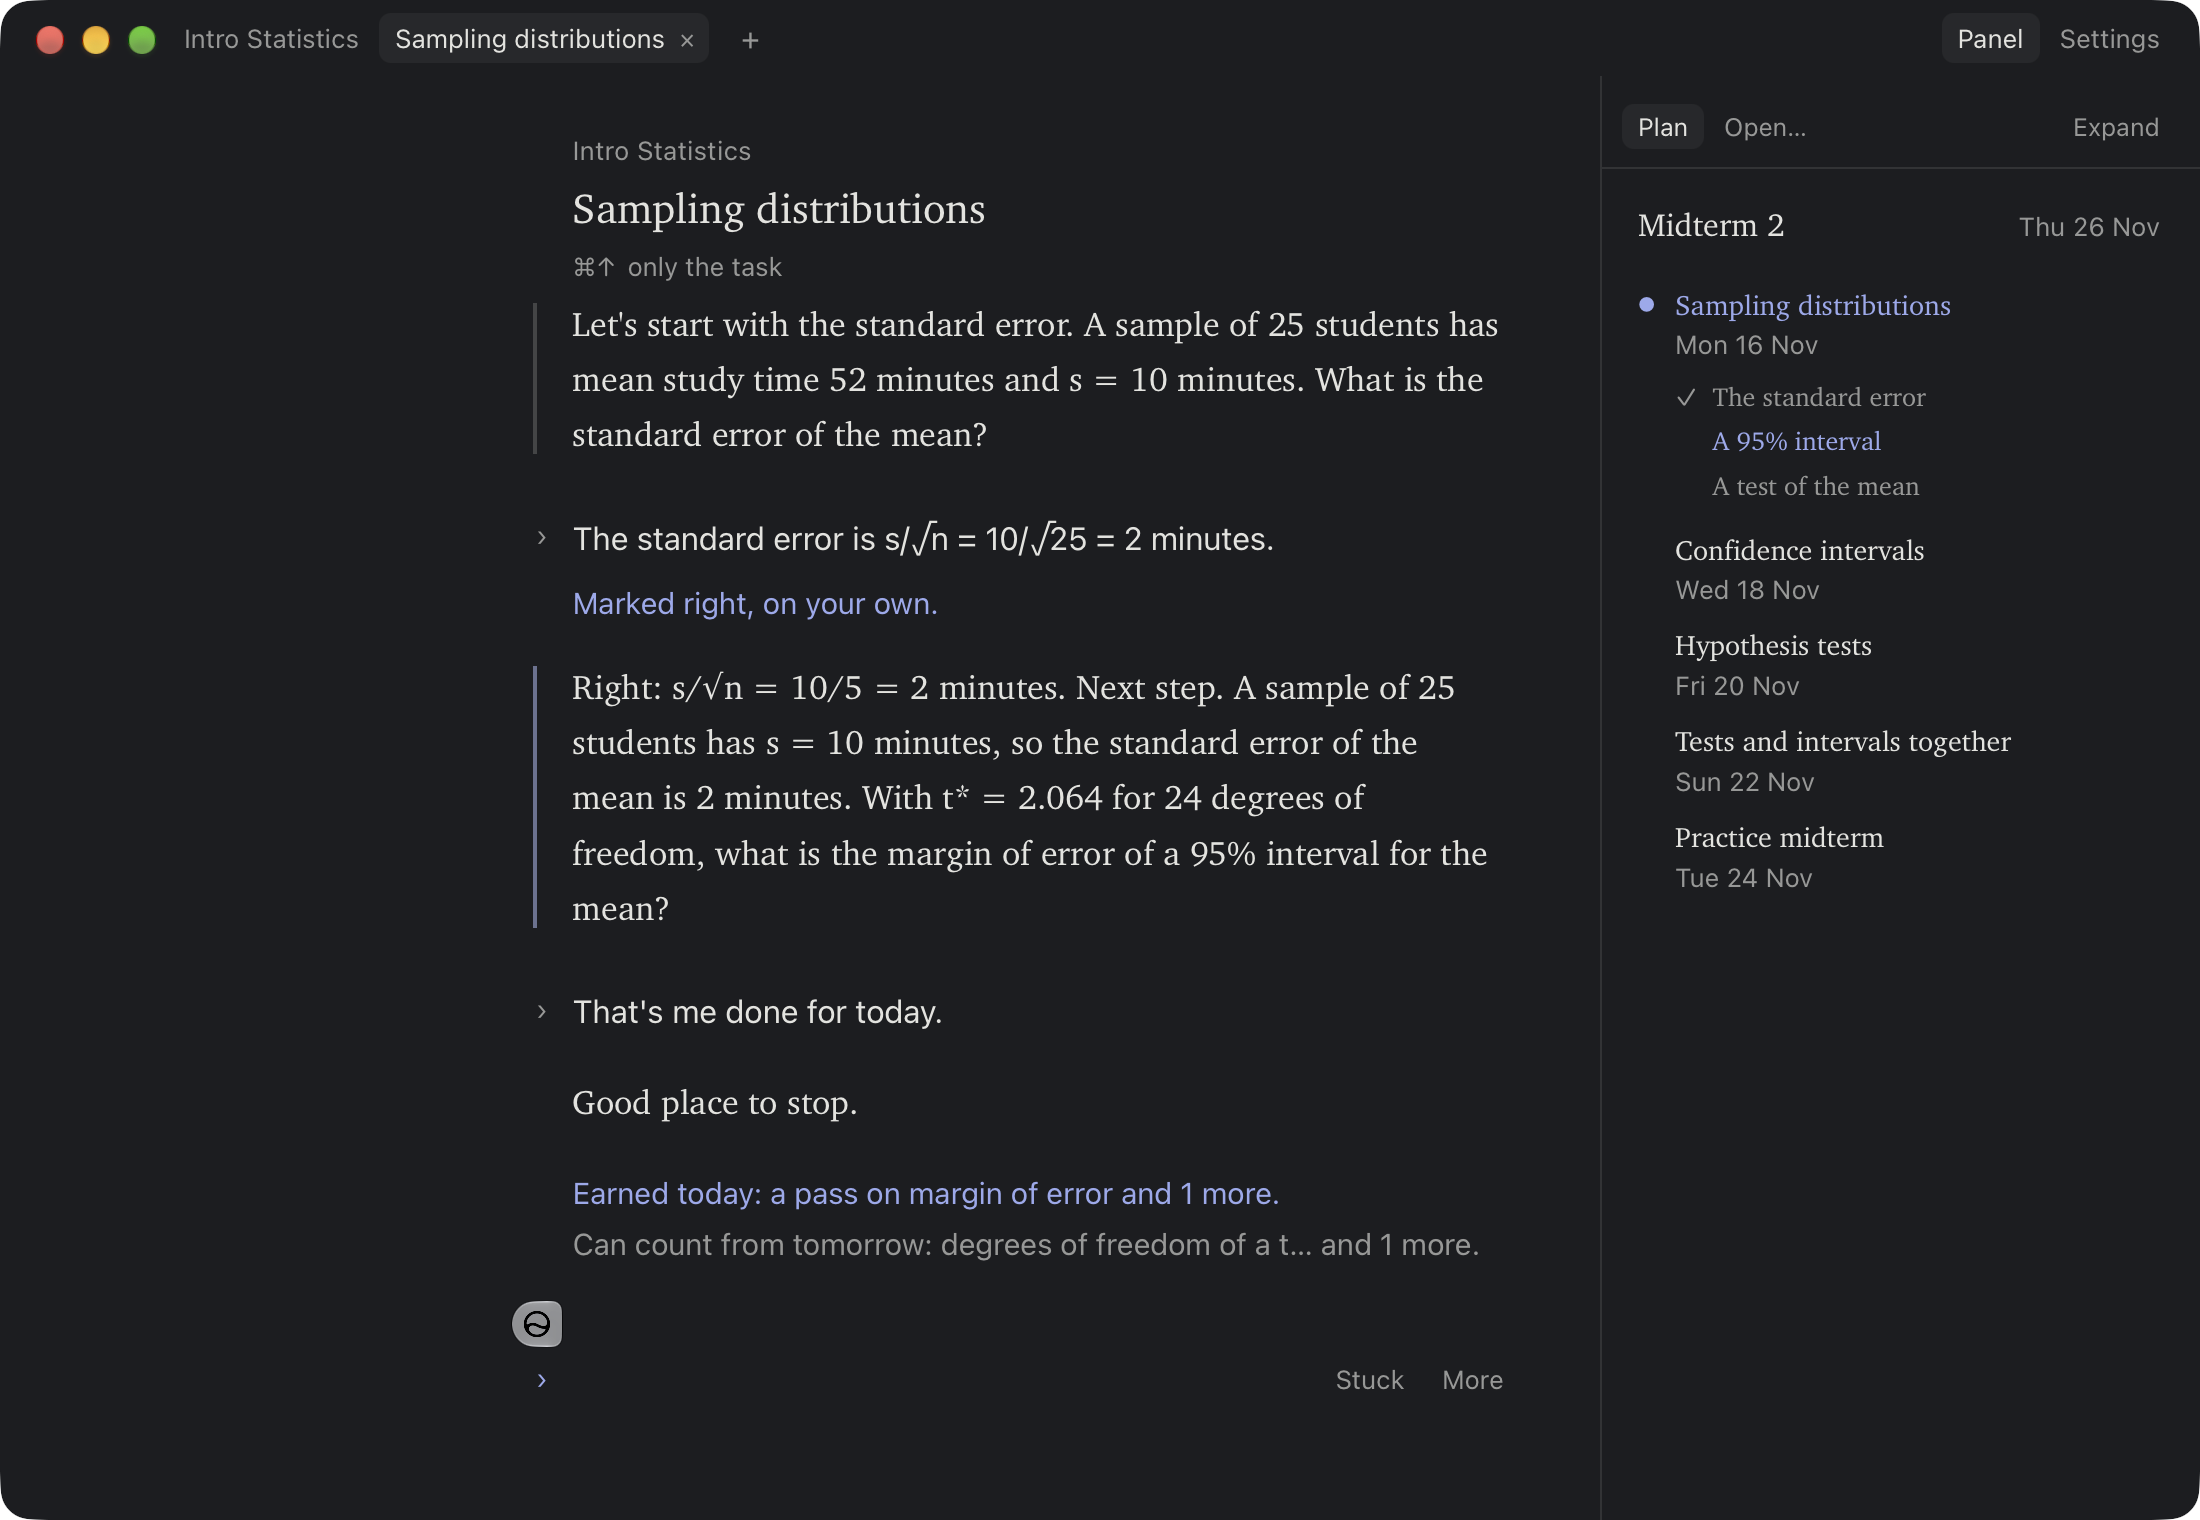 Intro Statistics
Sampling distributions ×
+
Panel
Settings
Intro Statistics
Sampling distributions
⌘↑ only the task
Let's start with the standard error. A sample of 25 students has
mean study time 52 minutes and s = 10 minutes. What is the
standard error of the mean?
› The standard error is s/√n = 10/√25 = 2 minutes.
Marked right, on your own.
Right: s/√n = 10/5 = 2 minutes. Next step. A sample of 25
students has s = 10 minutes, so the standard error of the
mean is 2 minutes. With t* = 2.064 for 24 degrees of
freedom, what is the margin of error of a 95% interval for the
mean?
› That's me done for today.
Good place to stop.
Earned today: a pass on margin of error and 1 more.
Can count from tomorrow: degrees of freedom of a t… and 1 more.
›
Stuck
More
Plan
Open…
Expand
Midterm 2
Thu 26 Nov
Sampling distributions
Mon 16 Nov
✓ The standard error
A 95% interval
A test of the mean
Confidence intervals
Wed 18 Nov
Hypothesis tests
Fri 20 Nov
Tests and intervals together
Sun 22 Nov
Practice midterm
Tue 24 Nov